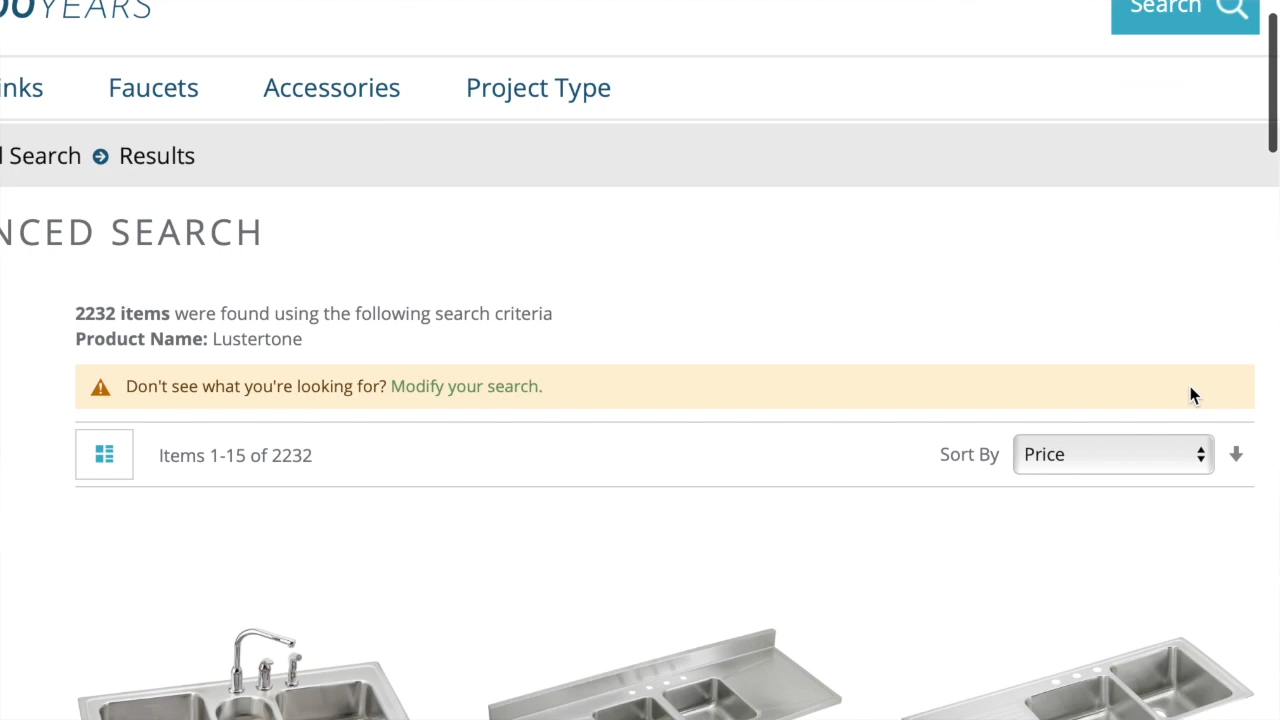 YEARS
Search
Faucets Accessories Project Type
Search Results
SEARCH
2232 items were found using the following search criteria
Product Name: Lustertone
Don't see what you're looking for? Modify your search.
Items 1-15 of 2232 Sort By Price